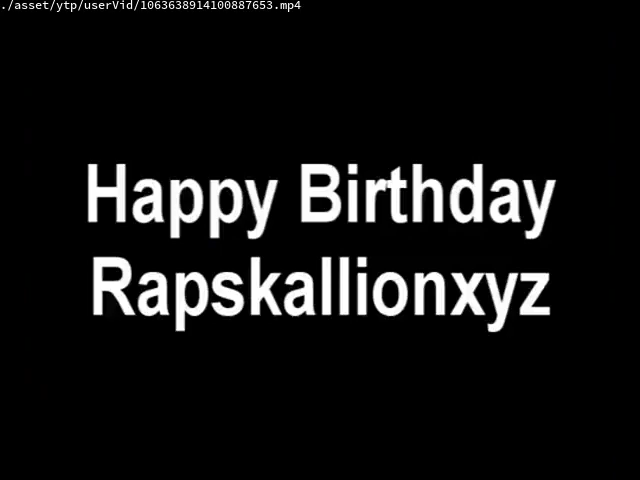 ./asset/ytp/userVid/1063638914100887653.mp4
Happy Birthday
Rapskallionxyz